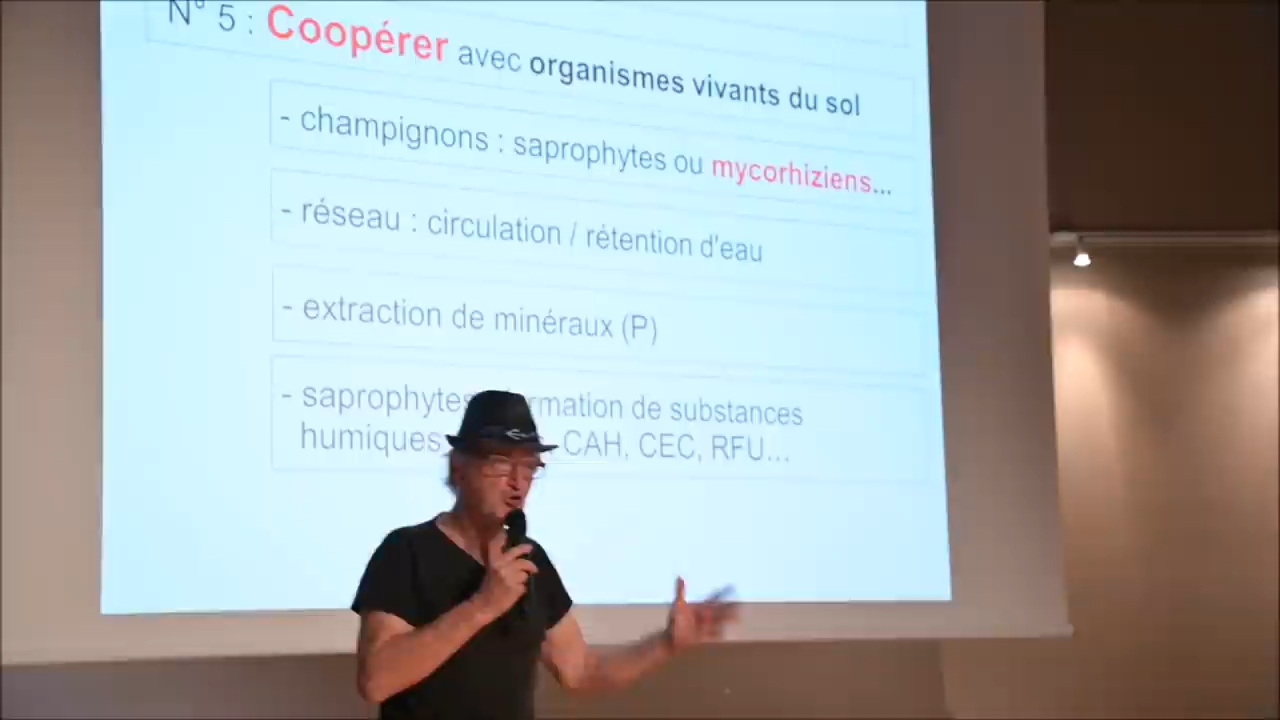 N° 5 : Coopérer avec organismes vivants du sol
- champignons : saprophytes ou mycorhiziens...
- réseau : circulation / rétention d'eau
- extraction de minéraux (P)
- saprophytes rmation de substances
humiques CAH, CEC, RFU...